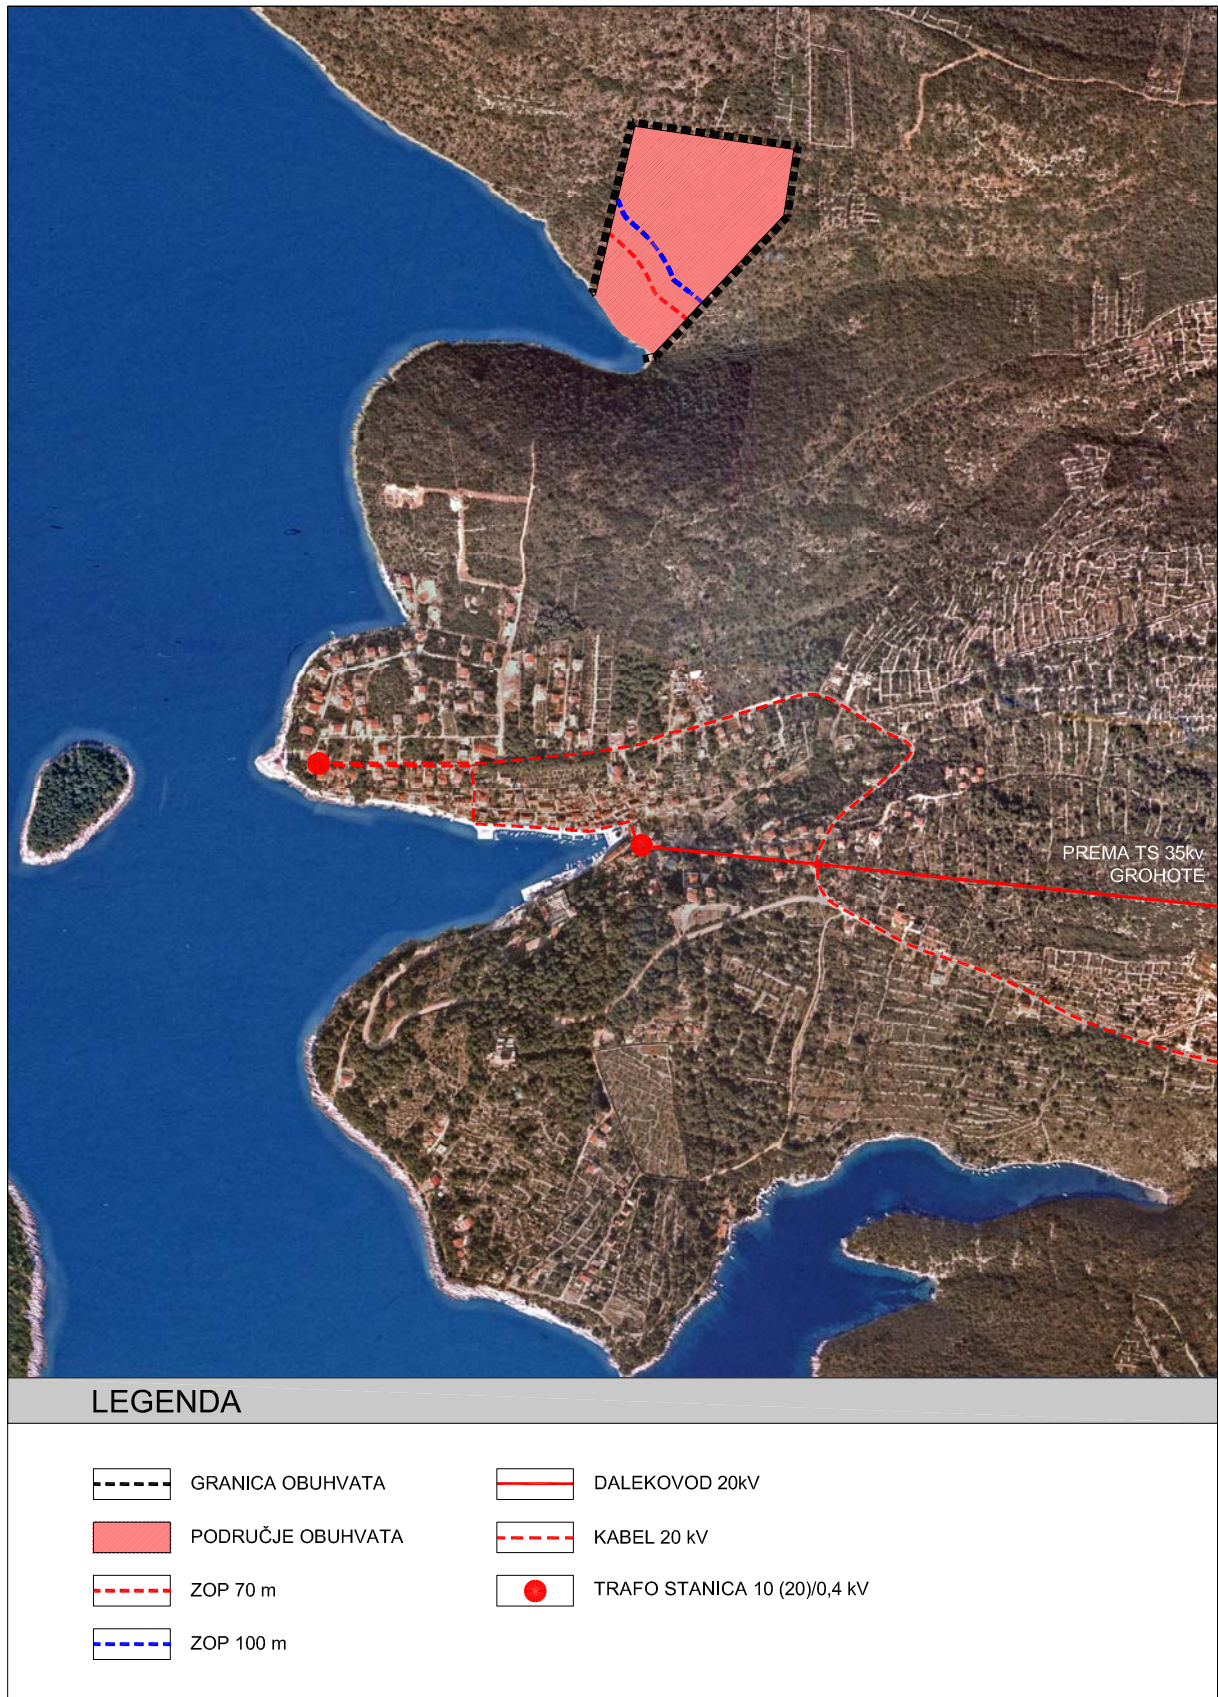 PREMA TS 35kv
GROHOTE
LEGENDA
GRANICA OBUHVATA
PODRUČJE OBUHVATA
ZOP 70 m
ZOP 100 m
DALEKOVOD 20kV
KABEL 20 kV
TRAFO STANICA 10 (20)/0,4 kV